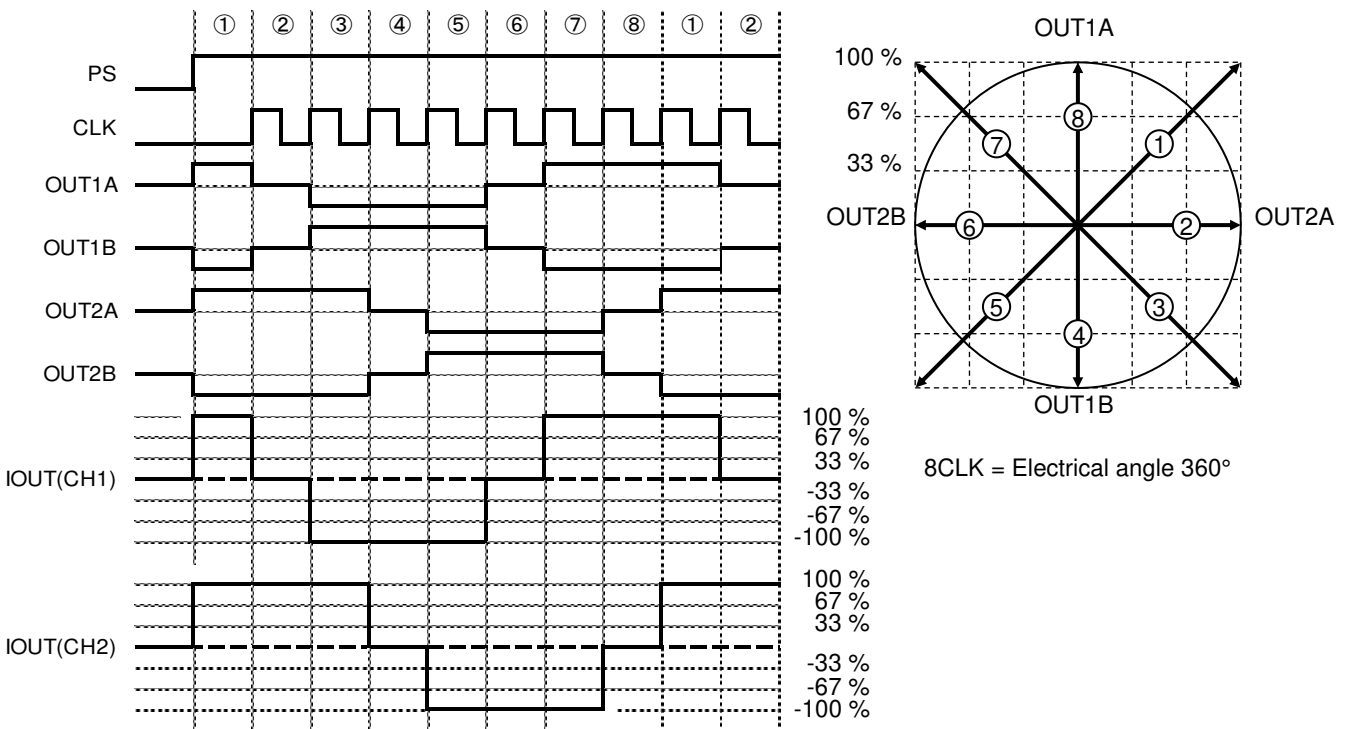 ① ② ③ ④ ⑤ ⑥ ⑦ ⑧ ① ②
PS
CLK
OUT1A
OUT1B
OUT2A
OUT2B
IOUT(CH1)
100 %
67 %
33 %
-33 %
-67 %
-100 %
IOUT(CH2)
100 %
67 %
33 %
-33 %
-67 %
-100 %
OUT1A
100 %
67 %
33 %
OUT2B
OUT2A
OUT1B
⑧
⑦
①
⑥
②
⑤
③
④
8CLK = Electrical angle 360°